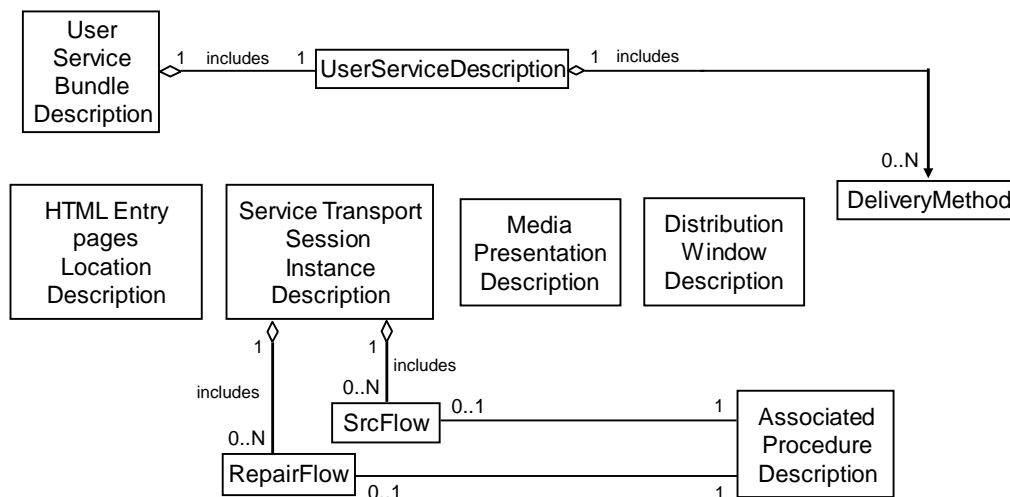 User
Service
Bundle
Description
1 includes 1
UserServiceDescription
1 includes
0..N
DeliveryMethod
HTML Entry
pages
Location
Description
Service Transport
Session
Instance
Description
Media
Presentation
Description
Distribution
Window
Description
1
includes
0..N
1
includes
0..N
SrcFlow
0..1
1
RepairFlow
0..1
1
Associated
Procedure
Description